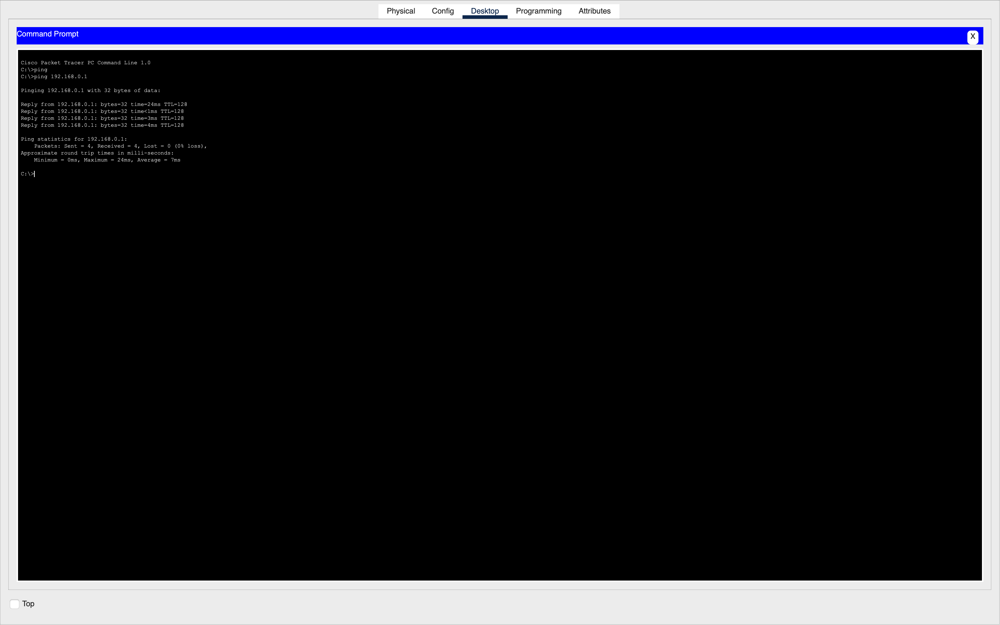 Physical Config Desktop Programming Attributes
Command Prompt
X
Cisco Packet Tracer PC Command Line 1.0
C:\>ping
C:\>ping 192.168.0.1
Pinging 192.168.0.1 with 32 bytes of data:
Reply from 192.168.0.1: bytes=32 time=24ms TTL=128
Reply from 192.168.0.1: bytes=32 time<1ms TTL=128
Reply from 192.168.0.1: bytes=32 time=3ms TTL=128
Reply from 192.168.0.1: bytes=32 time=4ms TTL=128
Ping statistics for 192.168.0.1:
    Packets: Sent = 4, Received = 4, Lost = 0 (0% loss),
Approximate round trip times in milli-seconds:
    Minimum = 0ms, Maximum = 24ms, Average = 7ms
C:\>
Top